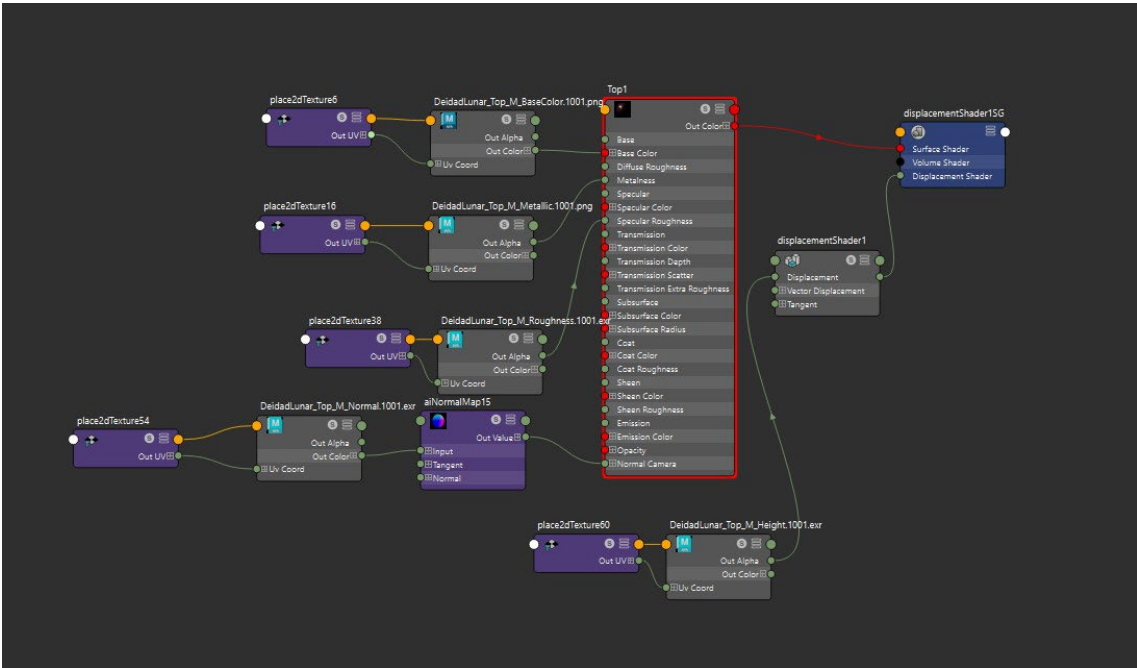 place2dTexture6
Out UV
DeidadLunar_Top_M_BaseColor.1001.png
Out Alpha
Out Color
Uv Coord
place2dTexture16
Out UV
DeidadLunar_Top_M_Metallic.1001.png
Out Alpha
Out Color
Uv Coord
place2dTexture38
Out UV
DeidadLunar_Top_M_Roughness.1001.exr
Out Alpha
Out Color
Uv Coord
place2dTexture54
Out UV
DeidadLunar_Top_M_Normal.1001.exr
Out Alpha
Out Color
Uv Coord
aiNormalMap15
Out Value
Input
Tangent
Normal
Top1
Out Color
Base
Base Color
Diffuse Roughness
Metalness
Specular
Specular Color
Specular Roughness
Transmission
Transmission Color
Transmission Depth
Transmission Scatter
Transmission Extra Roughness
Subsurface
Subsurface Color
Subsurface Radius
Coat
Coat Color
Coat Roughness
Sheen
Sheen Color
Sheen Roughness
Emission
Emission Color
Opacity
Normal Camera
displacementShader1SG
Surface Shader
Volume Shader
Displacement Shader
displacementShader1
Displacement
Vector Displacement
Tangent
place2dTexture60
Out UV
DeidadLunar_Top_M_Height.1001.exr
Out Alpha
Out Color
Uv Coord